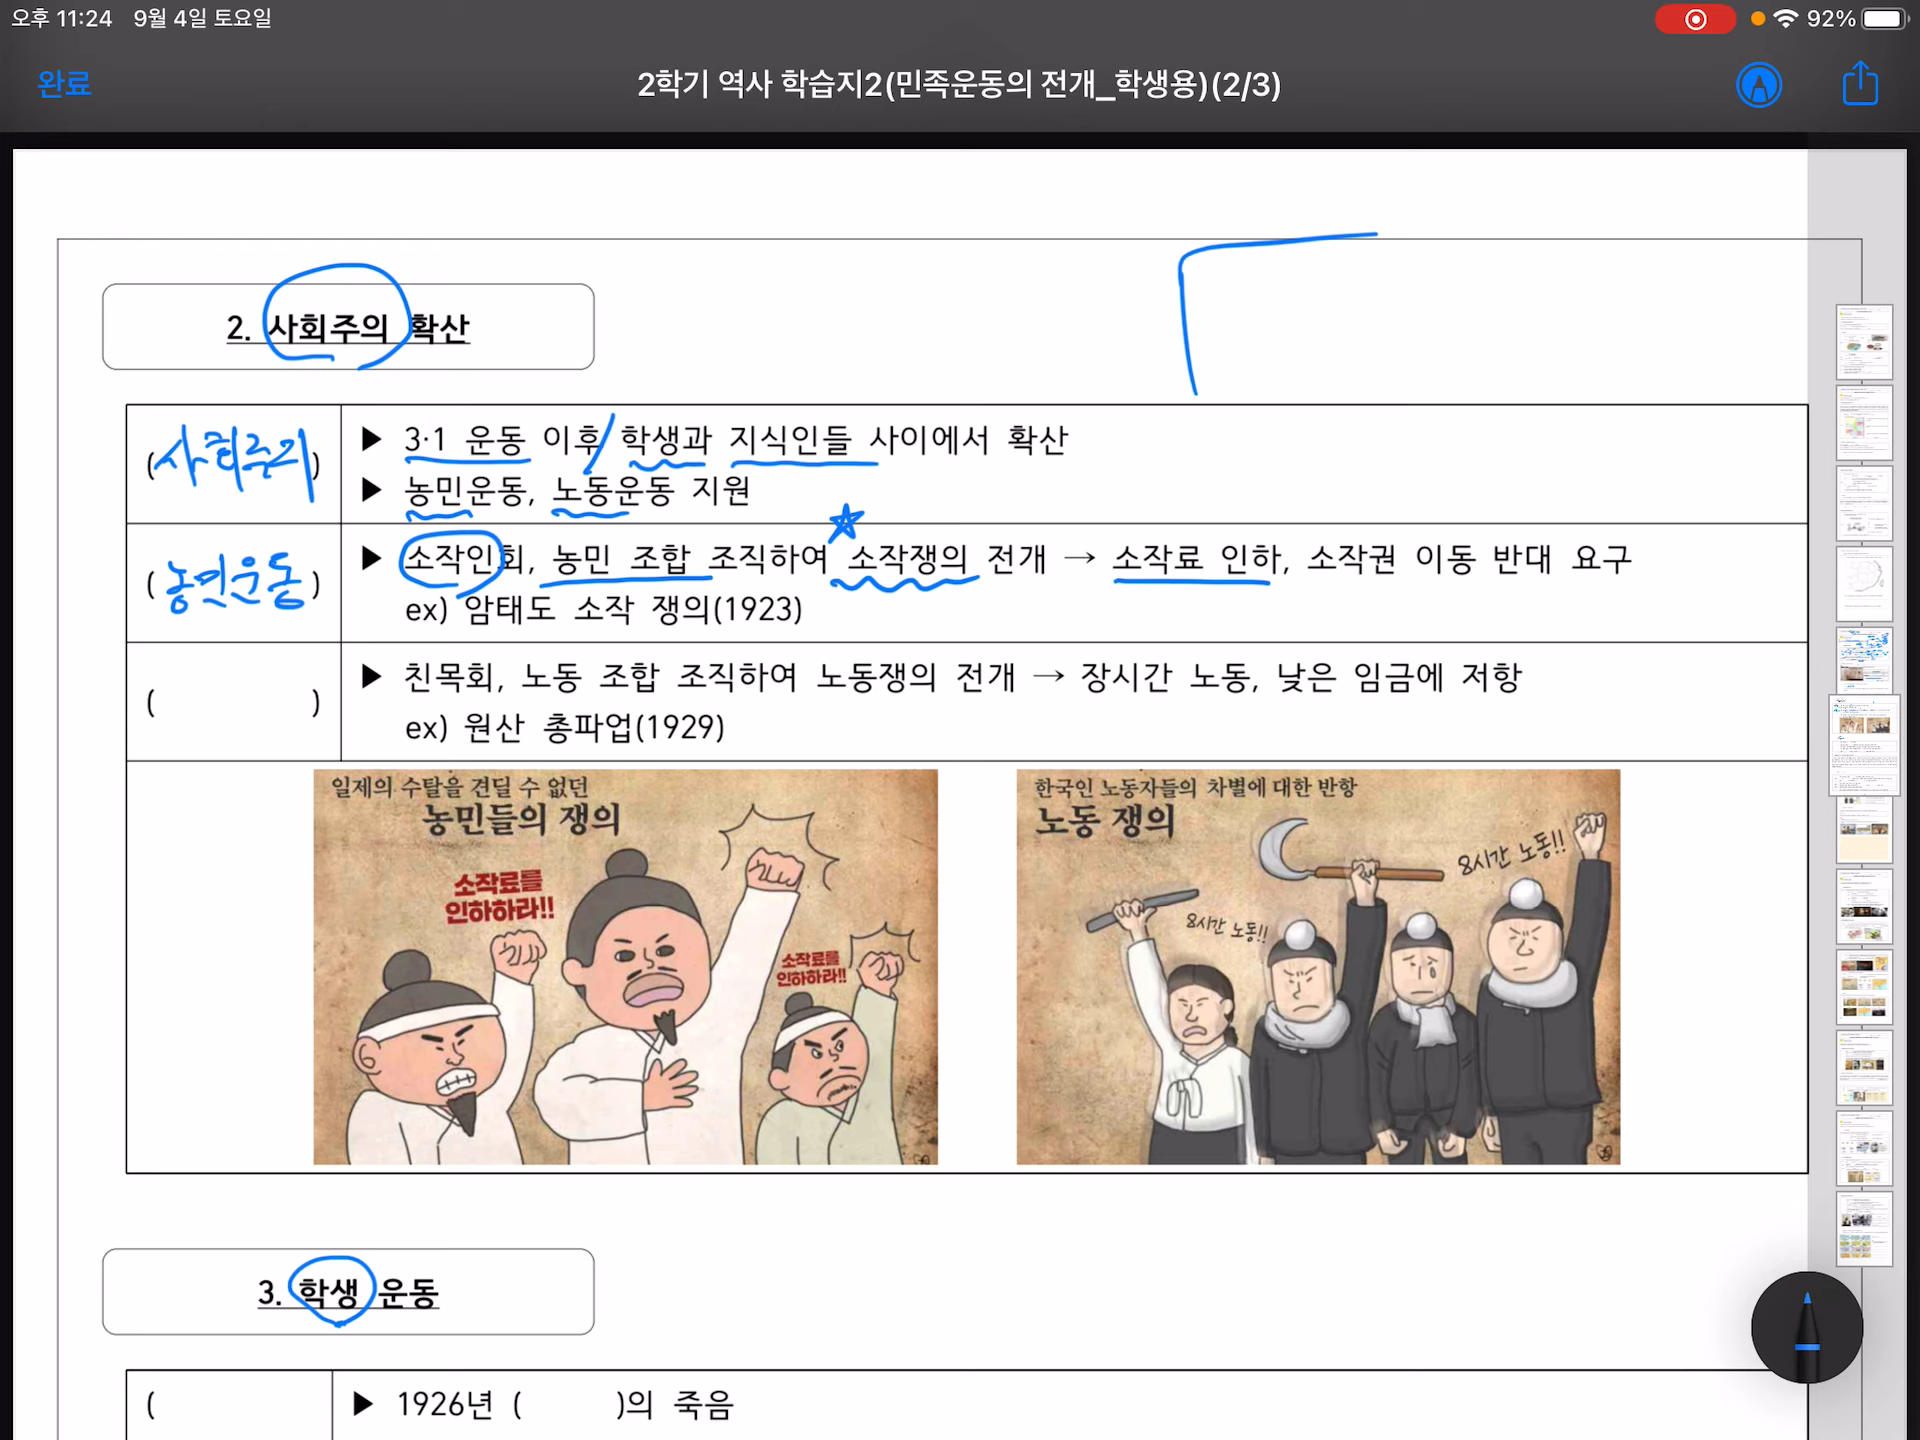 오후 11:24 9월 4일 토요일
92%
완료
2학기 역사 학습지2(민족운동의 전개_학생용)(2/3)
2. 사회주의 확산
(사회주의)
▶ 3·1 운동 이후/ 학생과 지식인들 사이에서 확산
▶ 농민운동, 노동운동 지원
(농민운동)
▶ 소작인회, 농민 조합 조직하여 소작쟁의 전개 → 소작료 인하, 소작권 이동 반대 요구
ex) 암태도 소작 쟁의(1923)
( )
▶ 친목회, 노동 조합 조직하여 노동쟁의 전개 → 장시간 노동, 낮은 임금에 저항
ex) 원산 총파업(1929)
일제의 수탈을 견딜 수 없던
농민들의 쟁의
소작료를
인하하라!!
소작료를
인하하라!!
한국인 노동자들의 차별에 대한 반항
노동 쟁의
8시간 노동!!
8시간 노동!!
3. 학생 운동
(
▶ 1926년 ( )의 죽음